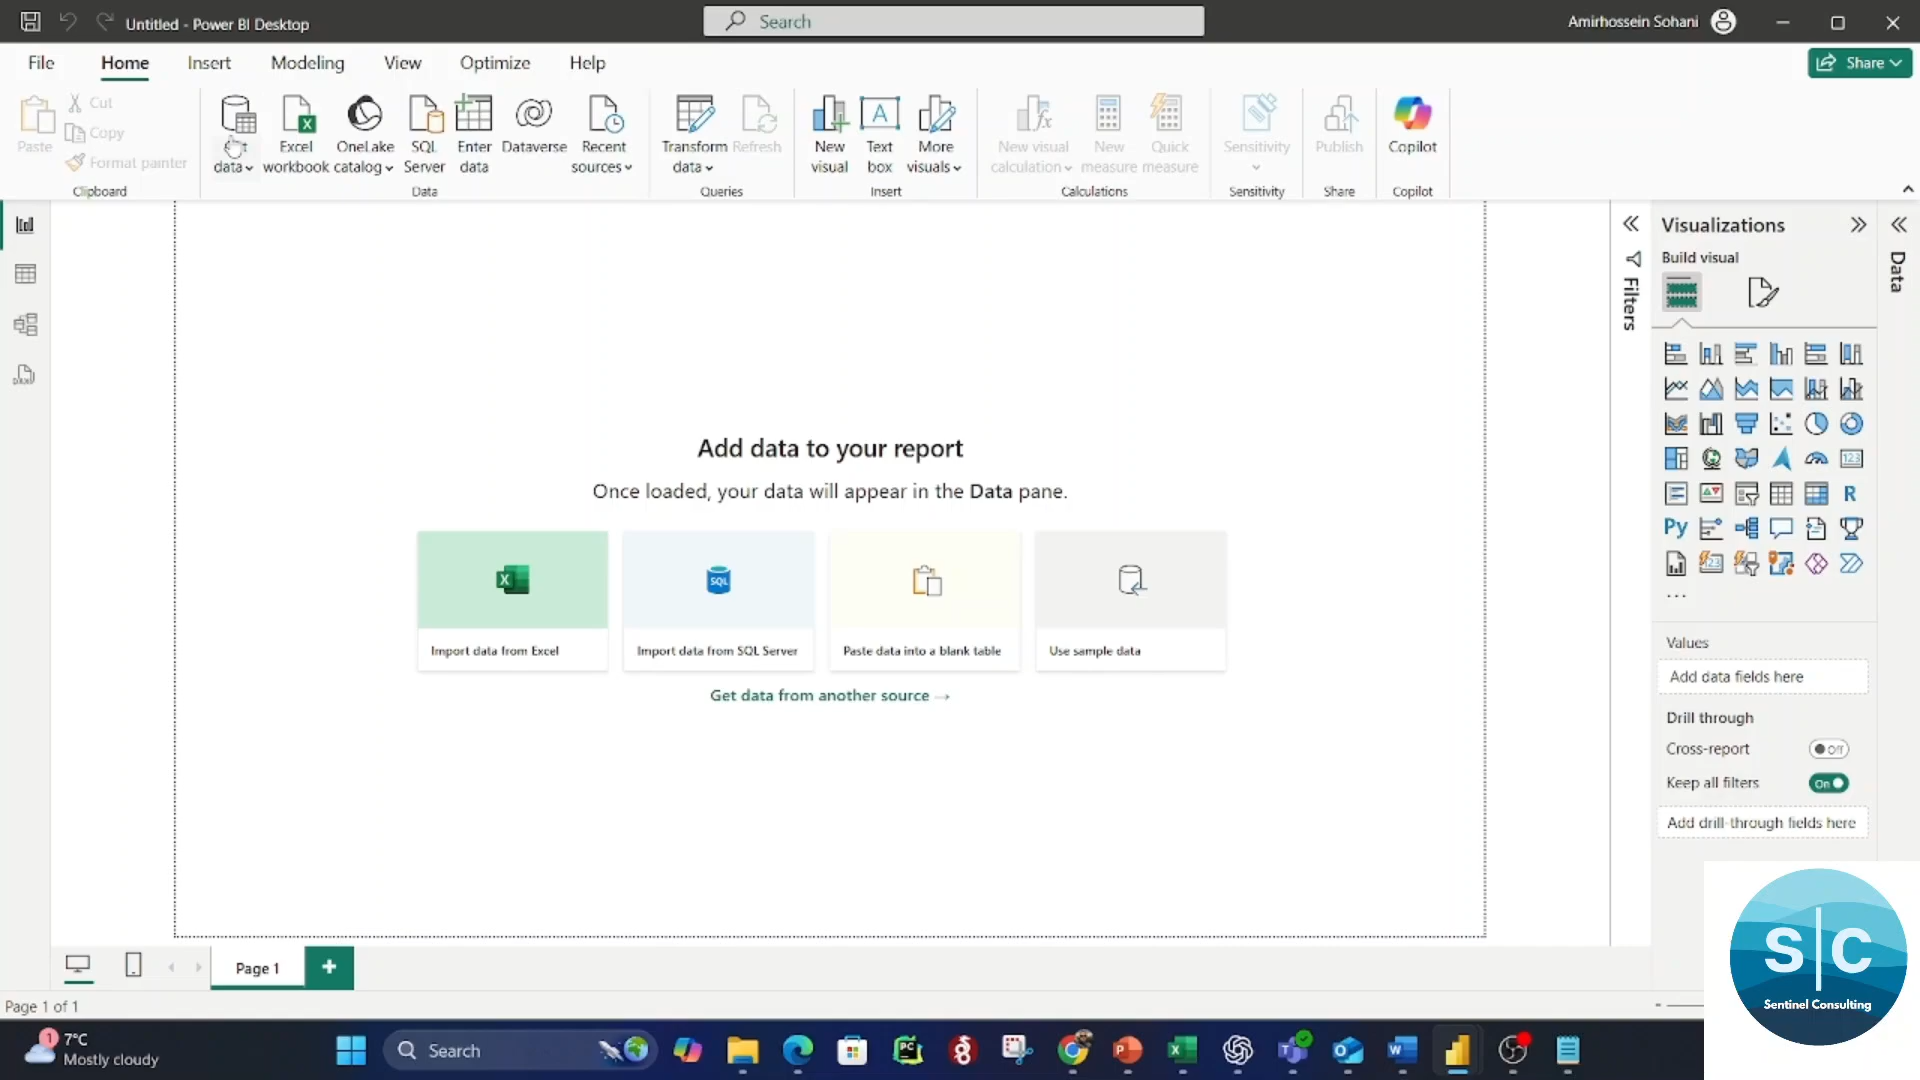 Untitled - Power BI Desktop
Search
Amirhossein Sohani
File Home Insert Modeling View Optimize Help
Share
Paste
Cut
Copy
Format painter
Clipboard
data
Excel workbook
OneLake catalog
SQL Server
Enter data
Dataverse
Recent sources
Data
Transform data
Refresh
Queries
New visual
A
Text box
More visuals
Insert
New visual calculation
New measure
Quick measure
Calculations
Sensitivity
Sensitivity
Publish
Share
Copilot
Copilot
Filters
Visualizations
Build visual
Data
123
R
Py
123
...
Add data to your report
Once loaded, your data will appear in the Data pane.
X
SQL
Import data from Excel
Import data from SQL Server
Paste data into a blank table
Use sample data
Get data from another source →
Values
Add data fields here
Drill through
Cross-report
Off
Keep all filters
On
Add drill-through fields here
Page 1
+
Page 1 of 1
S|C
Sentinel Consulting
1
7°C
Mostly cloudy
Search
PC
P
X
W